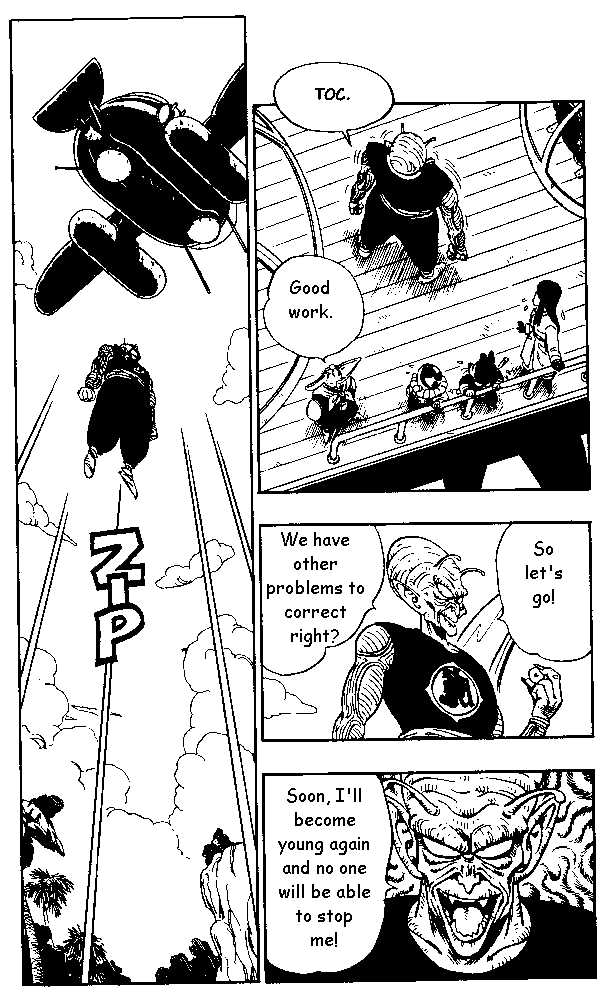 ZIP
TOC.
Good
work.
We have
other
problems to
correct
right?
So
let's
go!
Soon, I'll
become
young again
and no one
will be able
to stop
me!